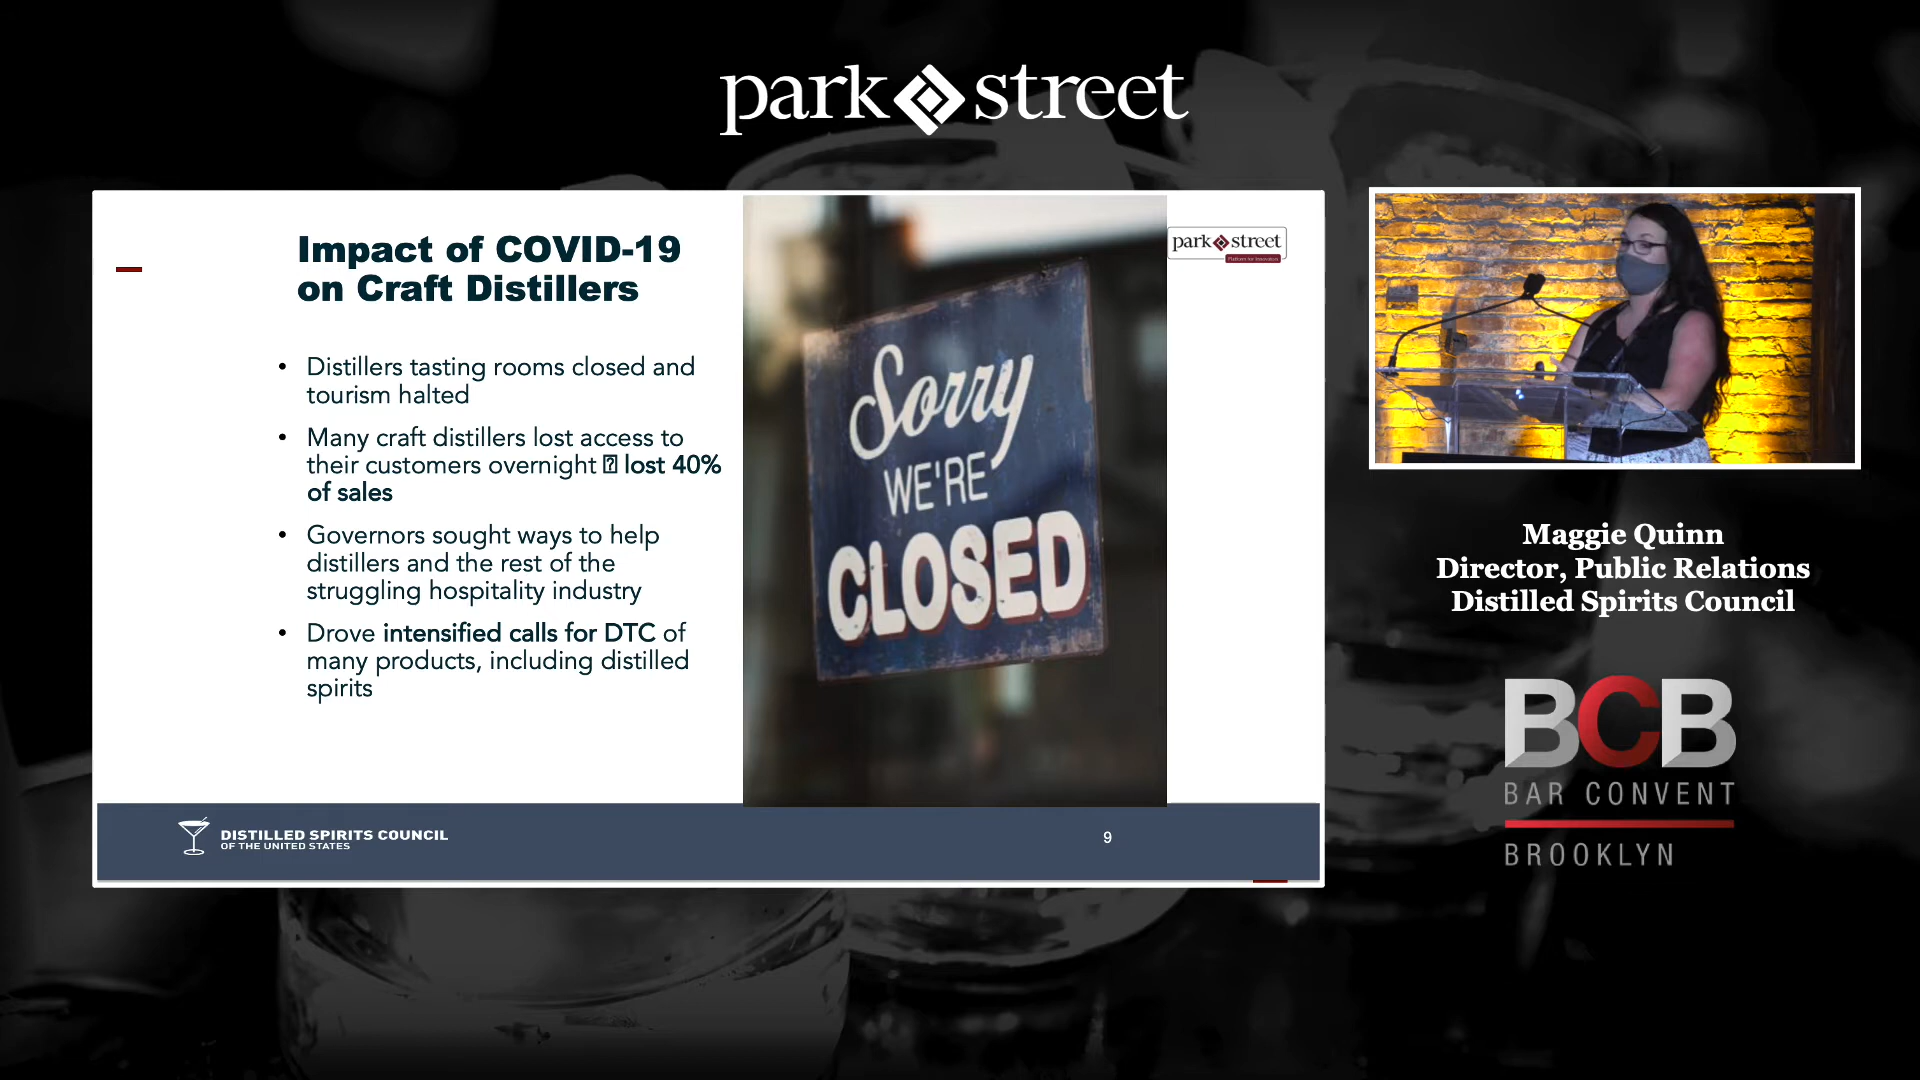 park street
Impact of COVID-19
on Craft Distillers
• Distillers tasting rooms closed and
tourism halted
• Many craft distillers lost access to
their customers overnight ⍰ lost 40%
of sales
• Governors sought ways to help
distillers and the rest of the
struggling hospitality industry
• Drove intensified calls for DTC of
many products, including distilled
spirits
Sorry
WE'RE
CLOSED
park street
Platform for Innovators
DISTILLED SPIRITS COUNCIL
OF THE UNITED STATES
9
Maggie Quinn
Director, Public Relations
Distilled Spirits Council
BCB
BAR CONVENT
BROOKLYN